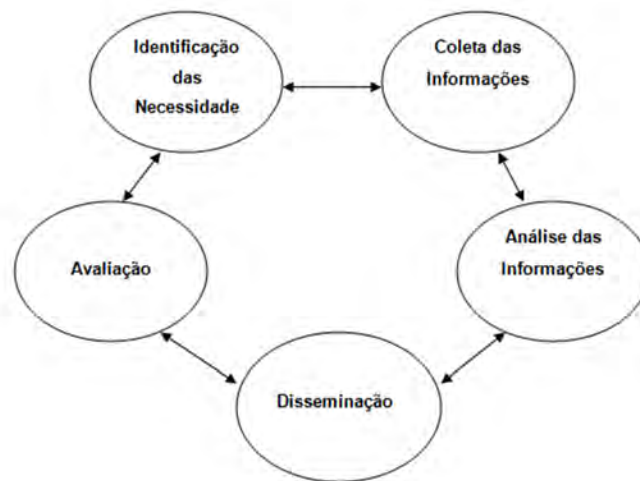 Identificação
das
Necessidade
Coleta das
Informações
Análise das
Informações
Disseminação
Avaliação